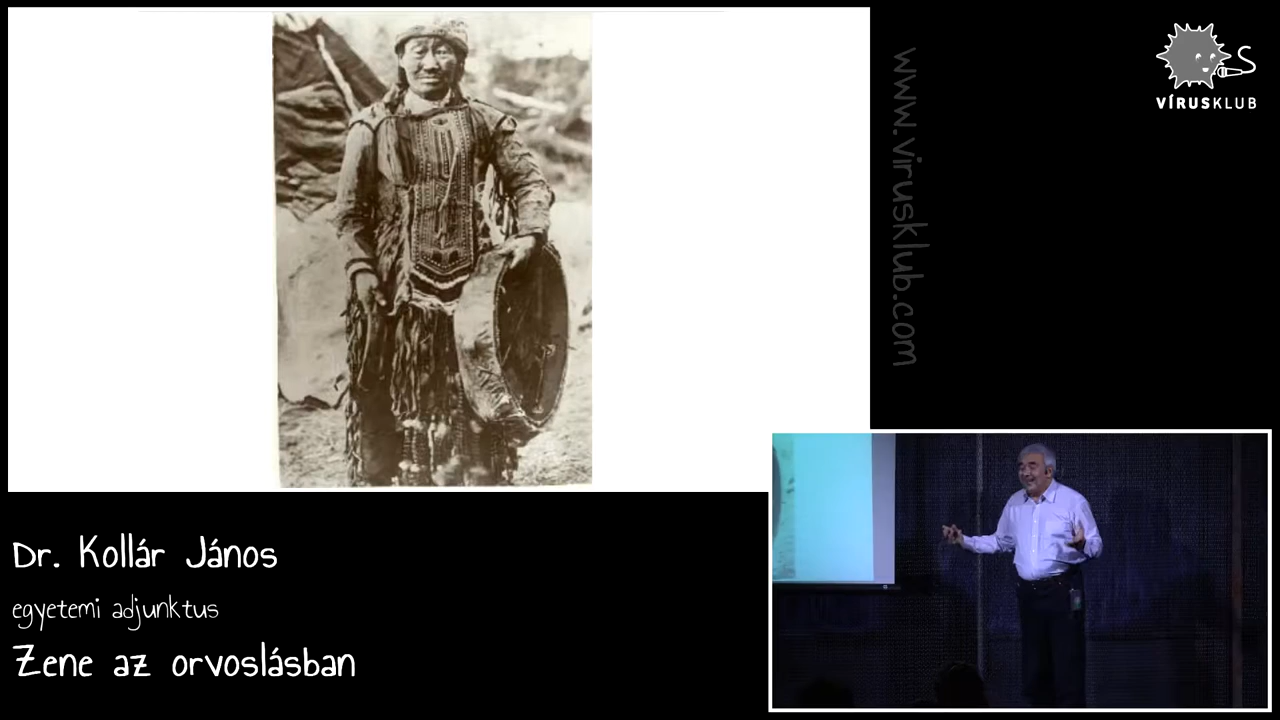 www.virusklub.com
VÍRUSKLUB
Dr. Kollár János
egyetemi adjunktus
Zene az orvoslásban